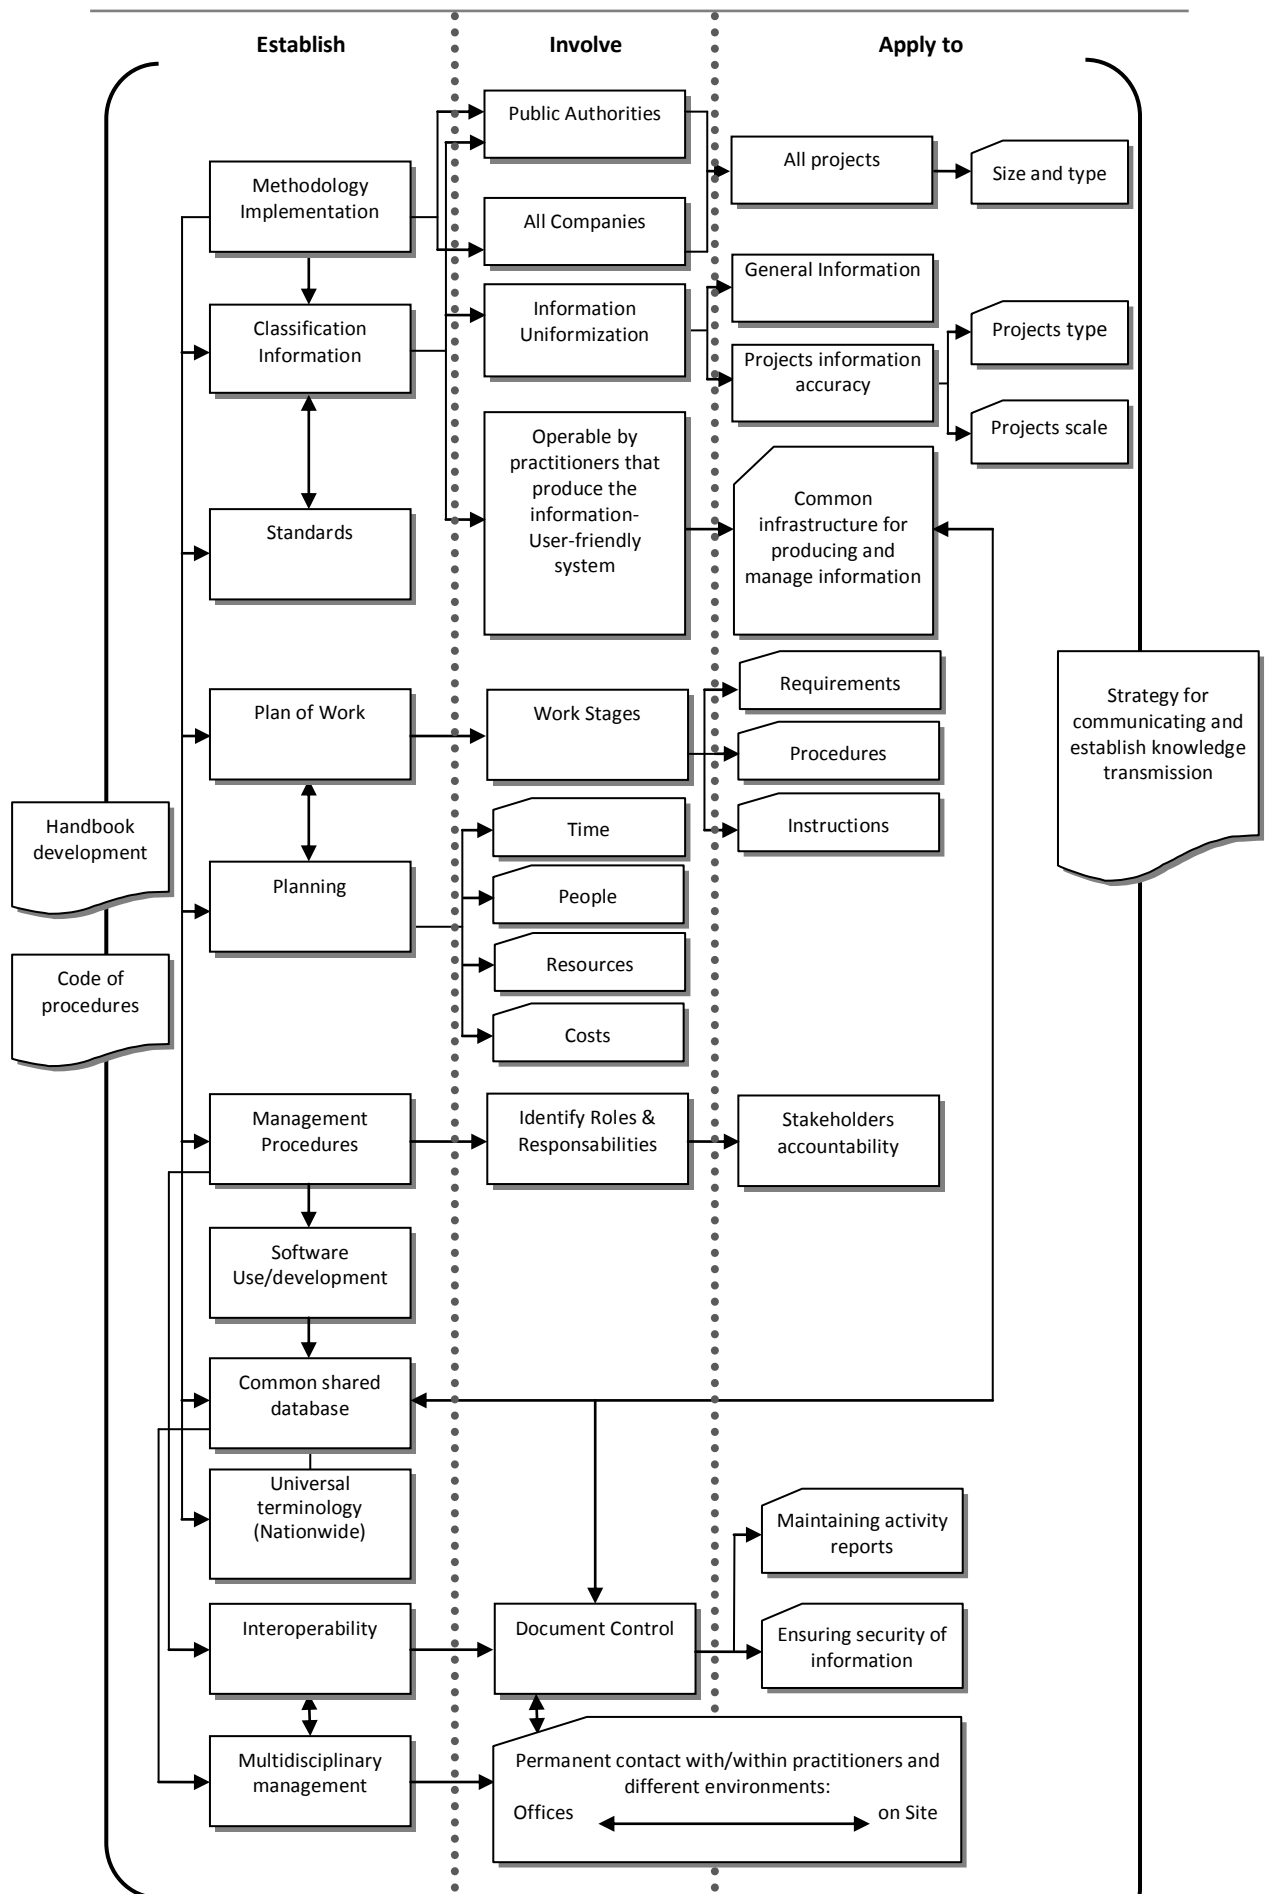 Establish
Involve
Apply to
Public Authorities
All projects
Size and type
Methodology
Implementation
All Companies
General Information
Classification
Information
Information
Uniformization
Projects type
Projects information
accuracy
Projects scale
Operable by
practitioners that
produce the
information-
User-friendly
system
Common
infrastructure for
producing and
manage information
Standards
Requirements
Plan of Work
Work Stages
Procedures
Strategy for
communicating and
establish knowledge
transmission
Handbook
development
Time
Instructions
Planning
People
Resources
Code of
procedures
Costs
Management
Procedures
Identify Roles &
Responsabilities
Stakeholders
accountability
Software
Use/development
Common shared
database
Universal
terminology
(Nationwide)
Maintaining activity
reports
Interoperability
Document Control
Ensuring security of
information
Multidisciplinary
management
Permanent contact with/within practitioners and
different environments:
Offices
on Site